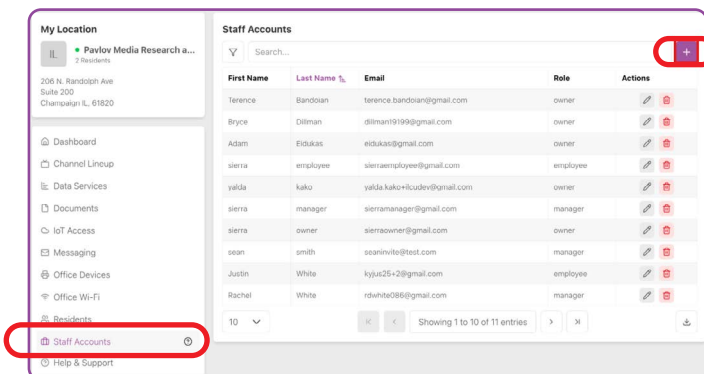 My Location
IL
Pavlov Media Research a...
2 Residents
206 N. Randolph Ave
Suite 200
Champaign IL, 61820
Dashboard
Channel Lineup
Data Services
Documents
IoT Access
Messaging
Office Devices
Office Wi-Fi
Residents
Staff Accounts
Help & Support
Staff Accounts
Search...
First Name Last Name Email Role Actions
Terence Bandoian terence.bandoian@gmail.com owner
Bryce Dillman dillman19199@gmail.com owner
Adam Eidukas eidukas@gmail.com owner
sierra employee sierraemployee@gmail.com employee
yalda kako yalda.kako+ilcudev@gmail.com owner
sierra manager sierramanager@gmail.com manager
sierra owner sierraowner@gmail.com owner
sean smith seaninvite@test.com manager
Justin White kyjus25+2@gmail.com employee
Rachel White rdwhite086@gmail.com manager
10 Showing 1 to 10 of 11 entries